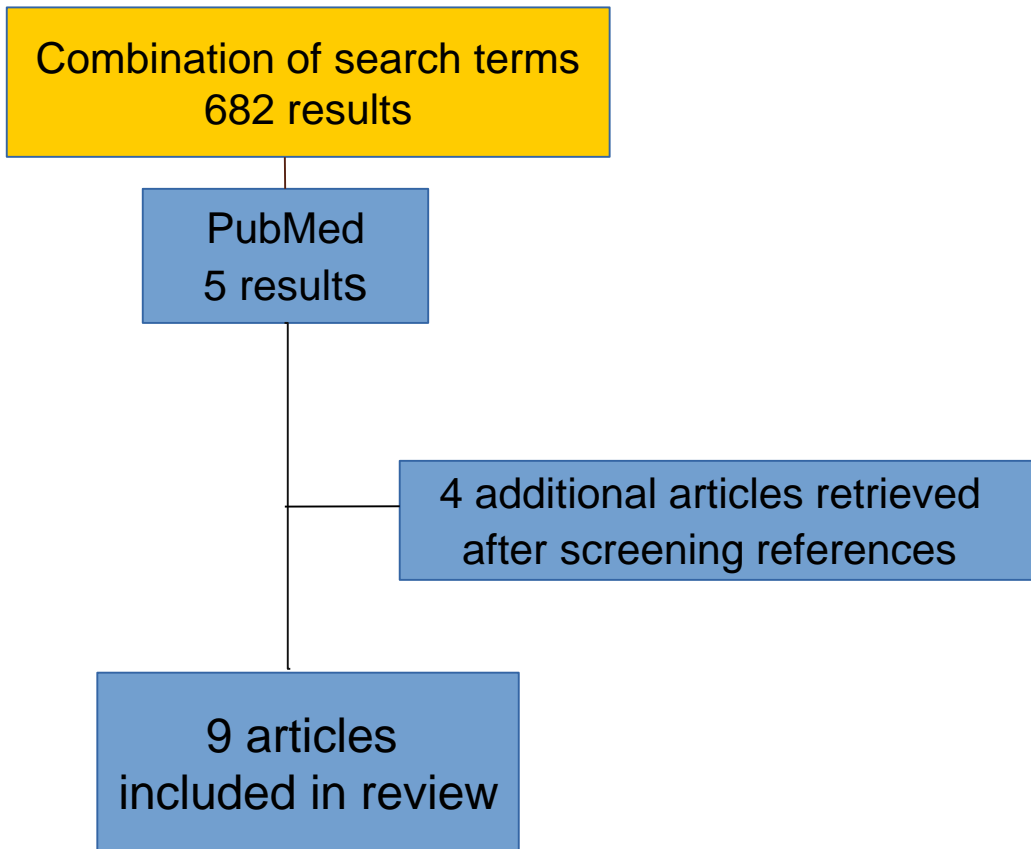 Combination of search terms
682 results
PubMed
5 results
4 additional articles retrieved
after screening references
9 articles
included in review